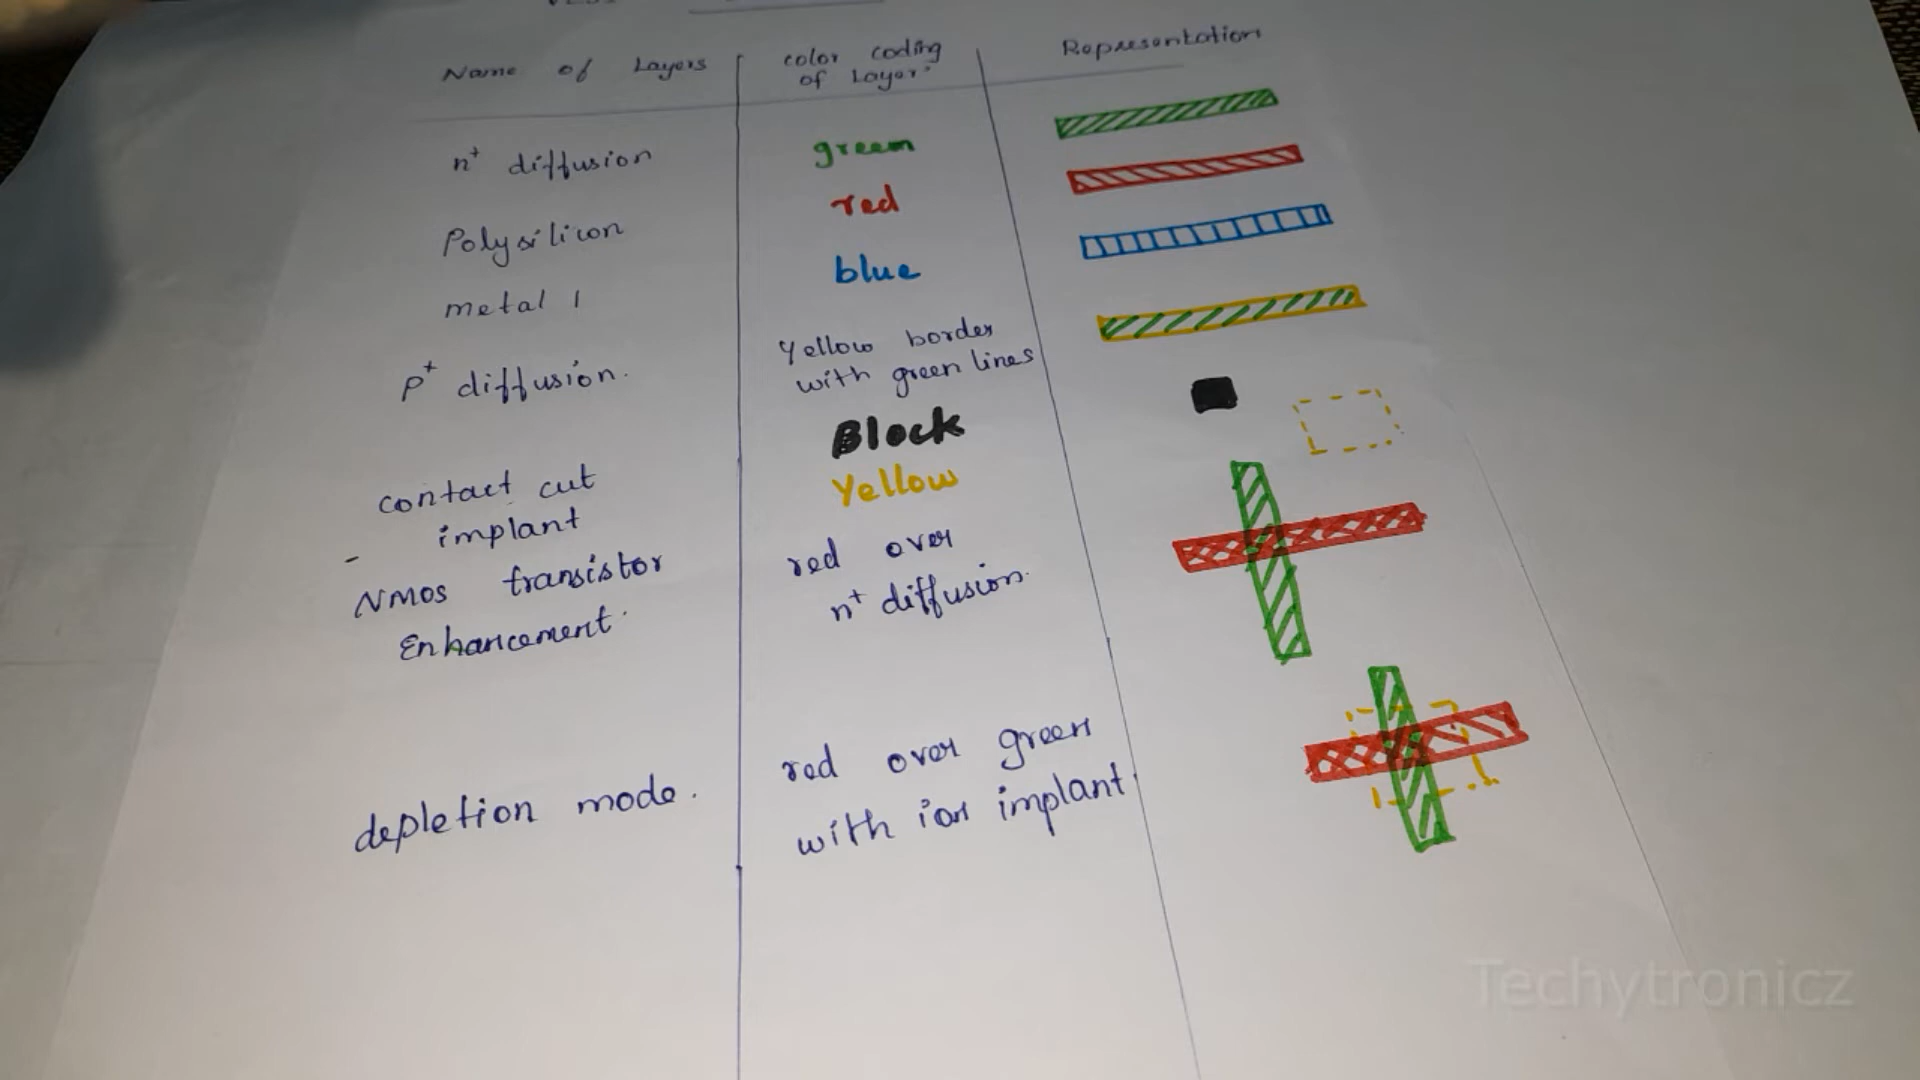 Name of Layers
color coding
of Layer
Representation
n+ diffusion
green
Polysilicon
red
metal 1
blue
p+ diffusion.
Yellow border
with green lines
contact cut
Block
implant
Yellow
NMOS transistor
Enhancement.
red over
n+ diffusion.
depletion mode.
red over green
with ion implant
Techytronicz